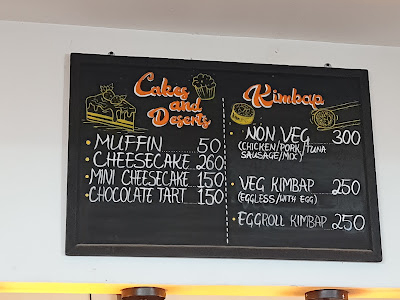 Cakes
and
Deserts
• MUFFIN 50
• CHEESECAKE 260
• MINI CHEESECAKE 150
• CHOCOLATE TART 150
Kimbap
• NON VEG 300
(CHICKEN/PORK/TUNA
SAUSAGE/MIX)
• VEG KIMBAP 250
(EGGLESS/WITH EGG)
• EGGROLL KIMBAP 250